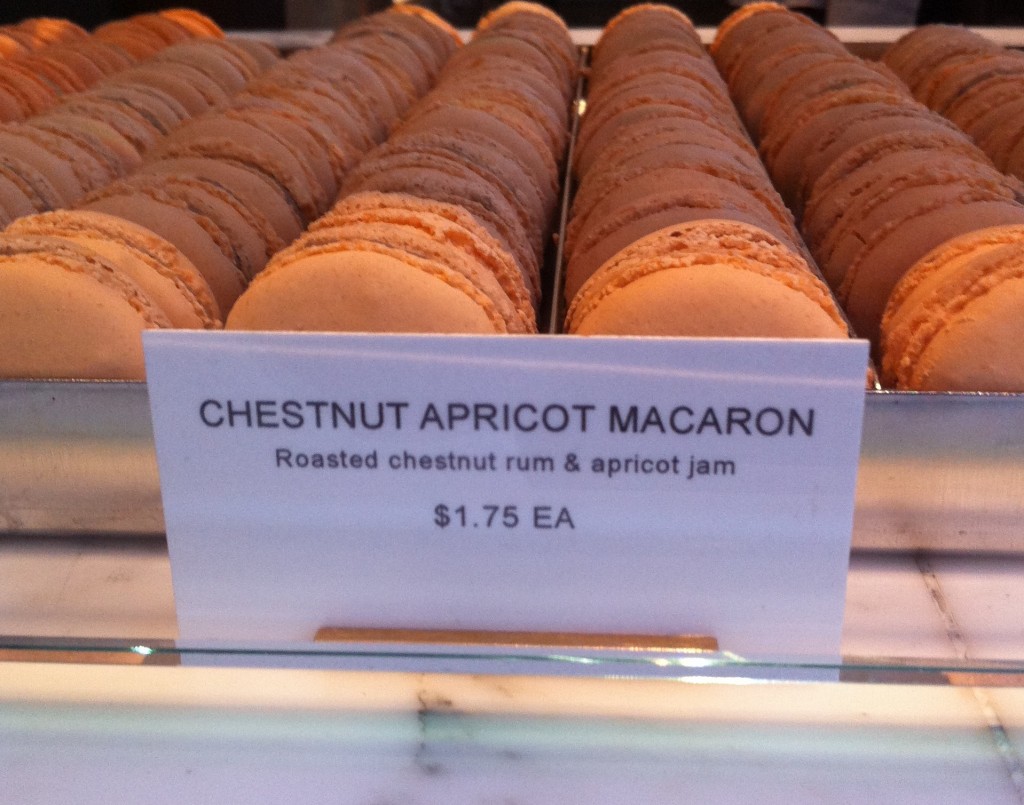 CHESTNUT APRICOT MACARON
Roasted chestnut rum & apricot jam
$1.75 EA